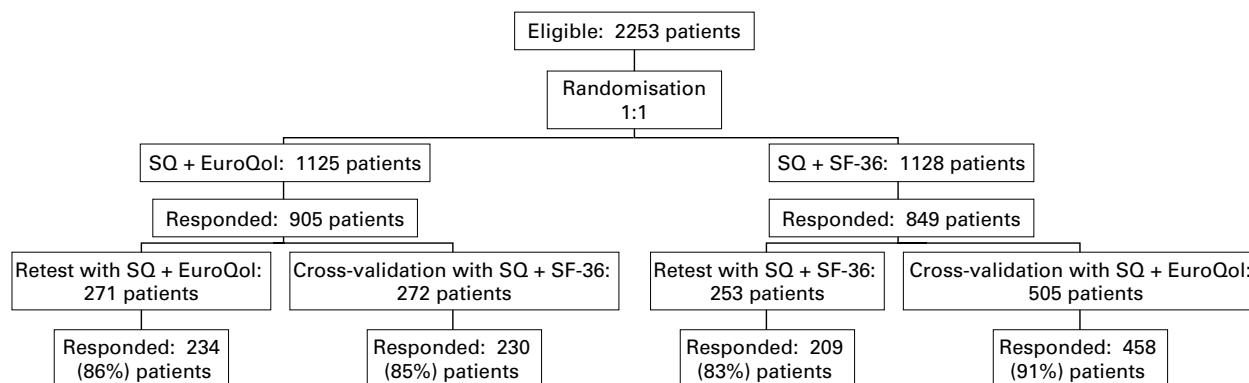 Eligible: 2253 patients
Randomisation
1:1
SQ + EuroQol: 1125 patients
SQ + SF-36: 1128 patients
Responded: 905 patients
Responded: 849 patients
Retest with SQ + EuroQol:
271 patients
Cross-validation with SQ + SF-36:
272 patients
Retest with SQ + SF-36:
253 patients
Cross-validation with SQ + EuroQol:
505 patients
Responded: 234
(86%) patients
Responded: 230
(85%) patients
Responded: 209
(83%) patients
Responded: 458
(91%) patients